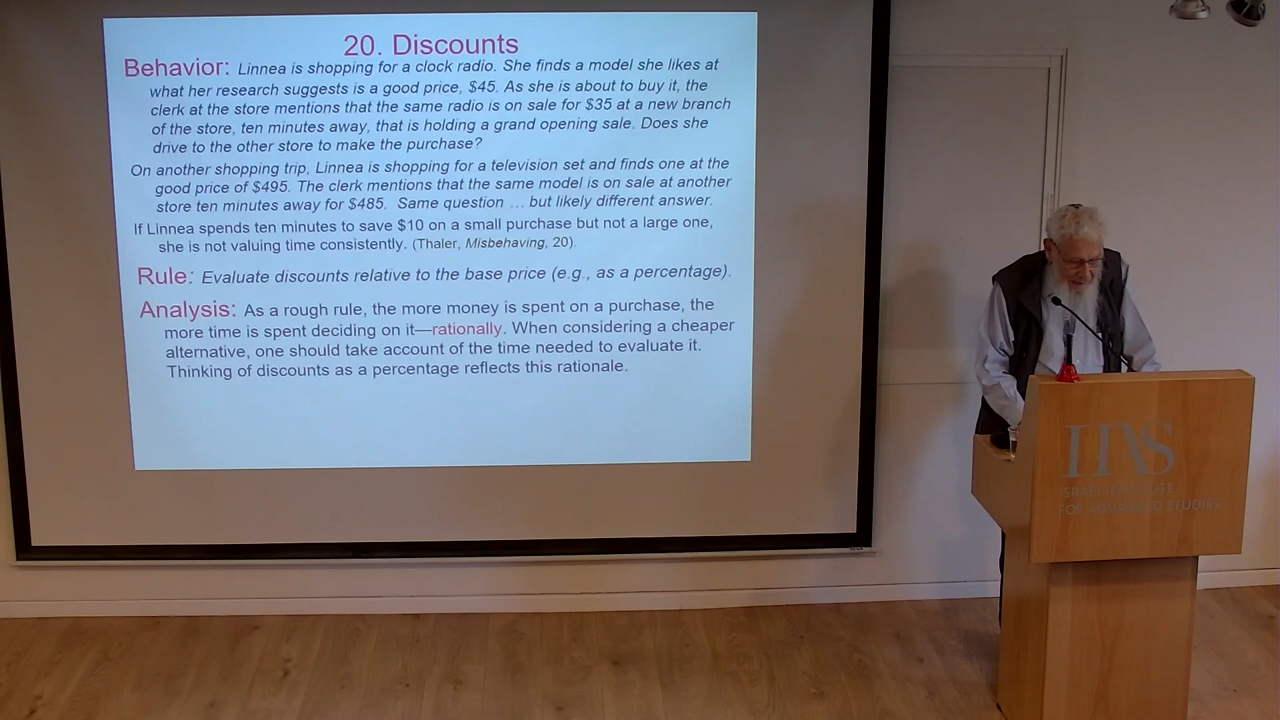 20. Discounts
Behavior: Linnea is shopping for a clock radio. She finds a model she likes at
what her research suggests is a good price, $45. As she is about to buy it, the
clerk at the store mentions that the same radio is on sale for $35 at a new branch
of the store, ten minutes away, that is holding a grand opening sale. Does she
drive to the other store to make the purchase?
On another shopping trip, Linnea is shopping for a television set and finds one at the
good price of $495. The clerk mentions that the same model is on sale at another
store ten minutes away for $485. Same question … but likely different answer.
If Linnea spends ten minutes to save $10 on a small purchase but not a large one,
she is not valuing time consistently. (Thaler, Misbehaving, 20).
Rule: Evaluate discounts relative to the base price (e.g., as a percentage).
Analysis: As a rough rule, the more money is spent on a purchase, the
more time is spent deciding on it—rationally. When considering a cheaper
alternative, one should take account of the time needed to evaluate it.
Thinking of discounts as a percentage reflects this rationale.
IIAS
ISRAEL INSTITUTE
FOR ADVANCED STUDIES